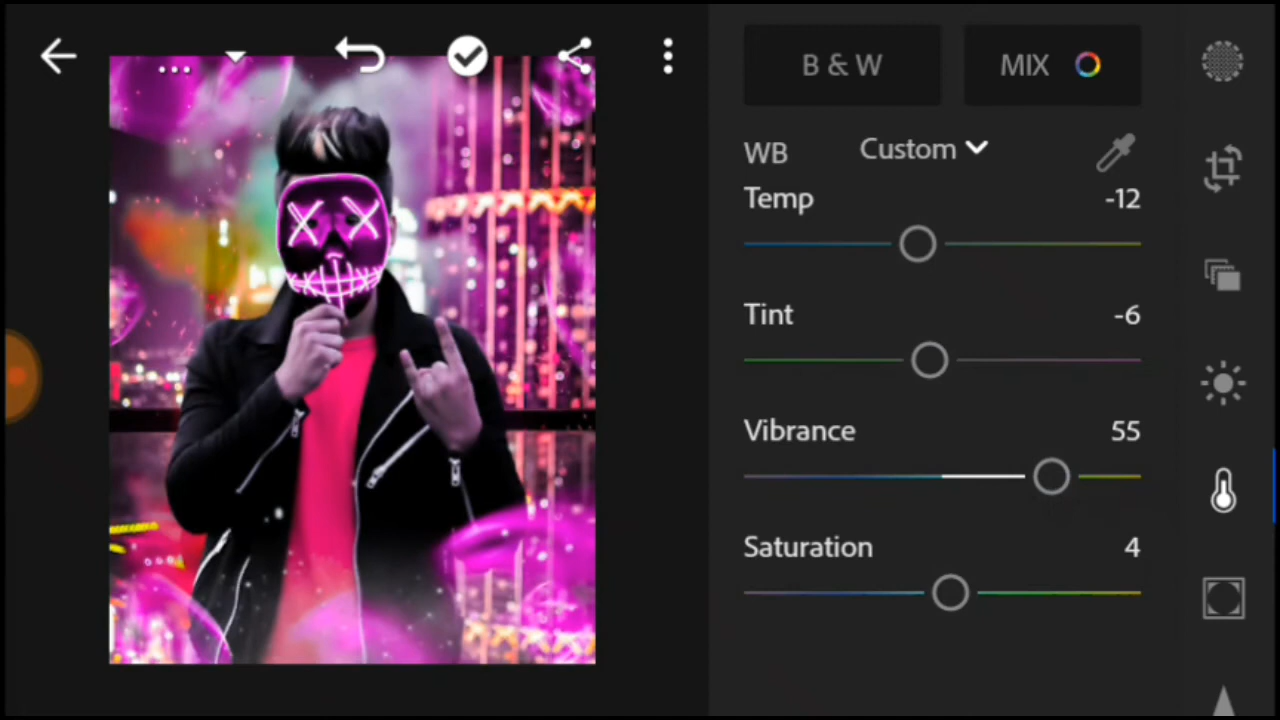 B & W
MIX
WB
Custom
Temp
-12
Tint
-6
Vibrance
55
Saturation
4